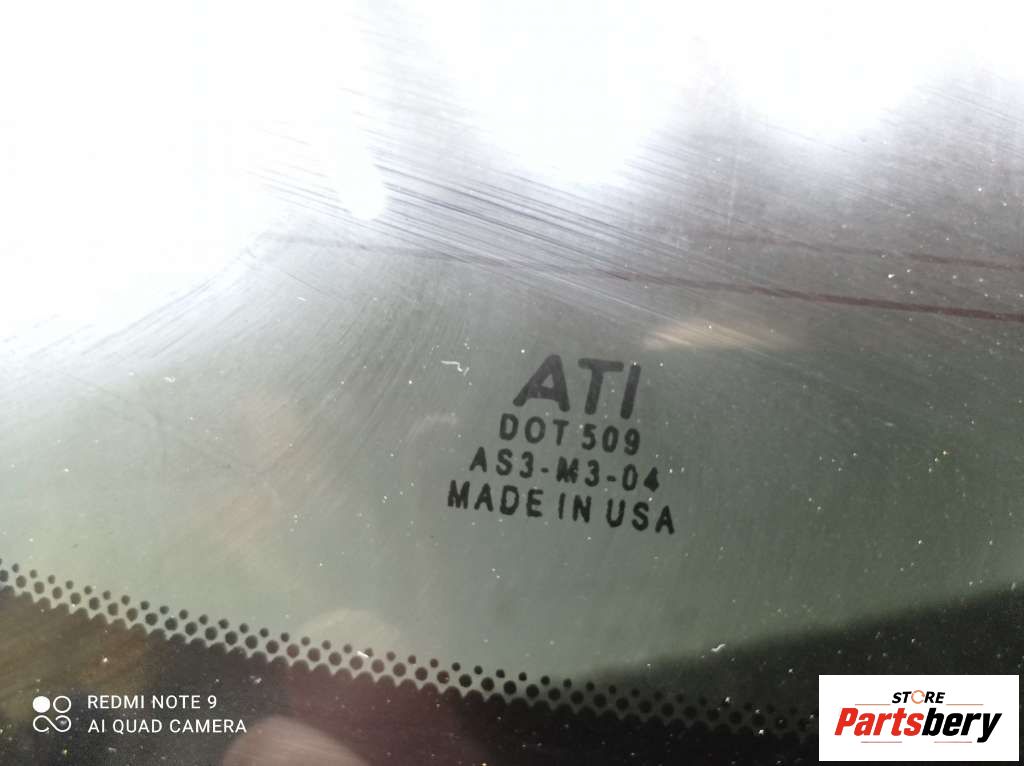 ATI
DOT 509
AS3-M3-04
MADE IN USA
REDMI NOTE 9
AI QUAD CAMERA
STORE
Partsbery